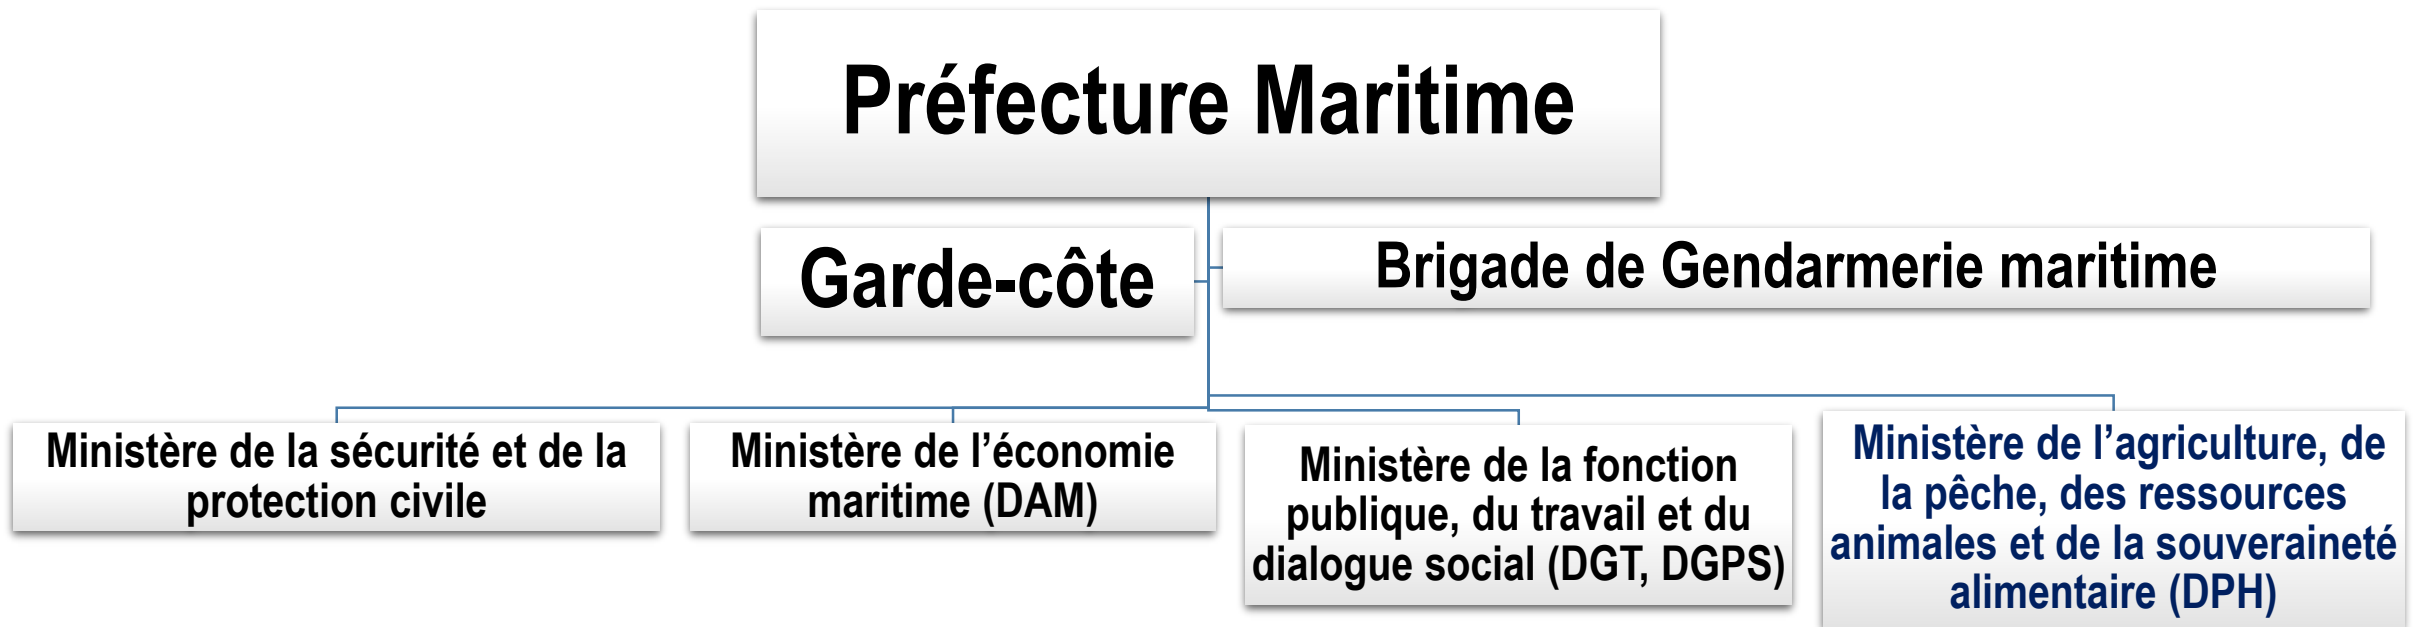 Préfecture Maritime
Garde-côte
Brigade de Gendarmerie maritime
Ministère de la sécurité et de la
protection civile
Ministère de l’économie
maritime (DAM)
Ministère de la fonction
publique, du travail et du
dialogue social (DGT, DGPS)
Ministère de l’agriculture, de
la pêche, des ressources
animales et de la souveraineté
alimentaire (DPH)